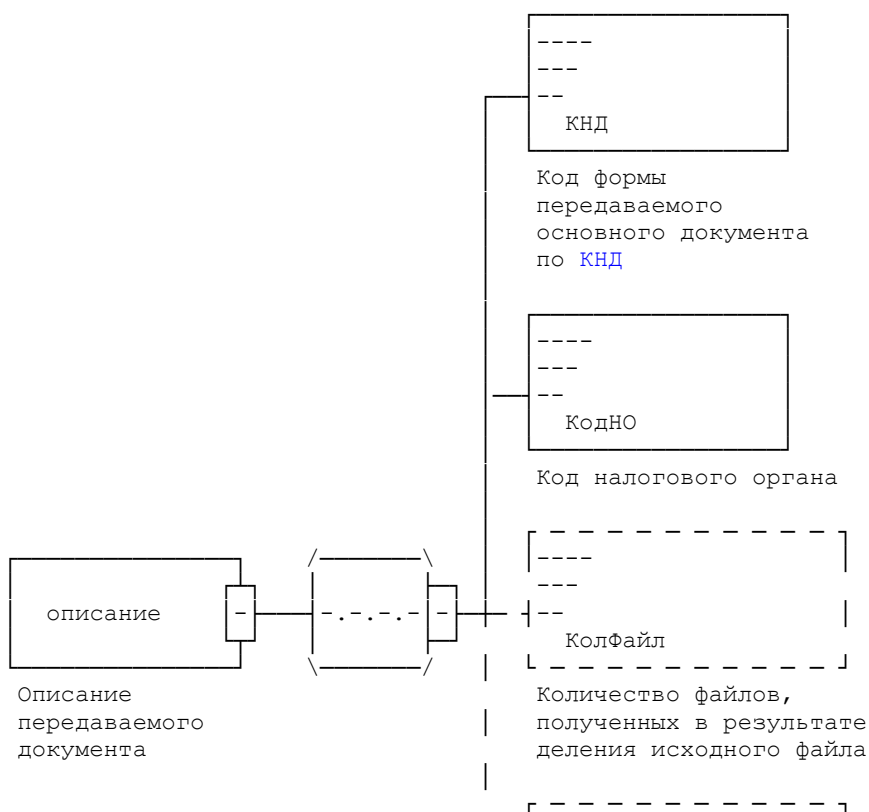 КНД
Код формы
передаваемого
основного документа
по КНД
КодНО
Код налогового органа
описание
Описание
передаваемого
документа
КолФайл
Количество файлов,
полученных в результате
деления исходного файла